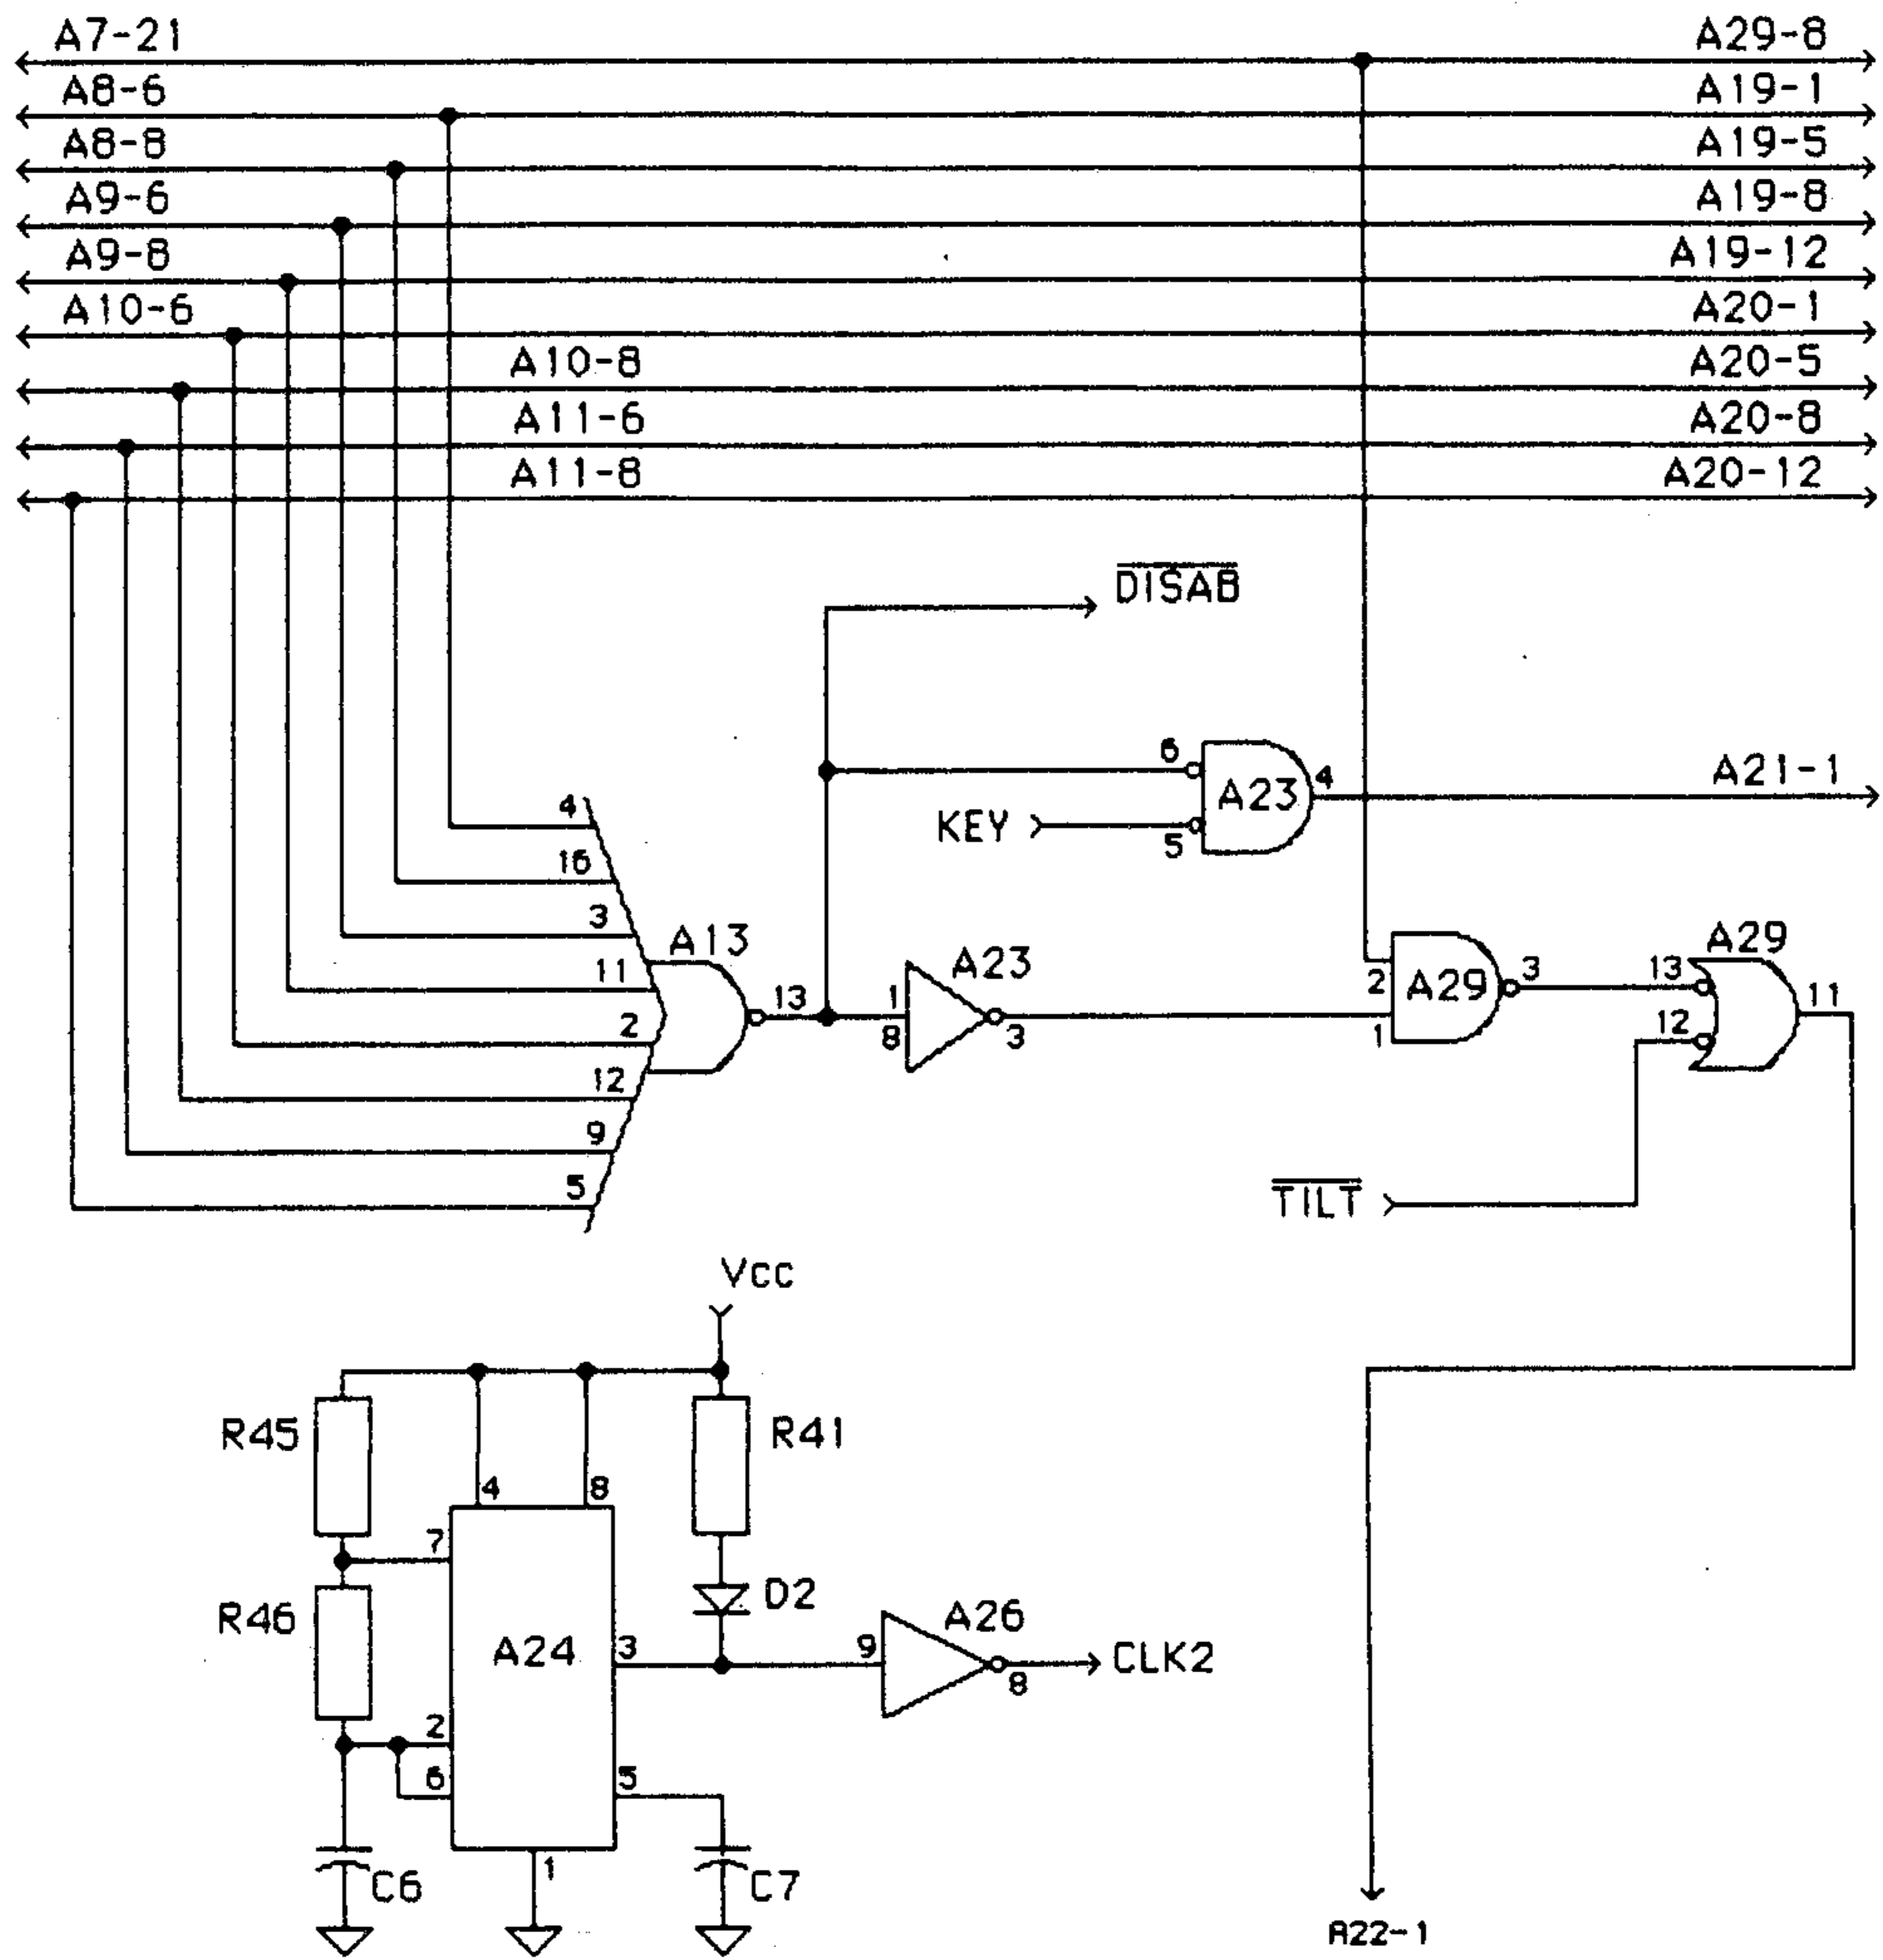 A7-21 A29-8
A8-6 A19-1
A8-8 A19-5
A9-6 A19-8
A9-8 A19-12
A10-6 A20-1
A10-8 A20-5
A11-6 A20-8
A11-8 A20-12
DISAB
6
A23 4 A21-1
KEY 5
4
16
3
A13
11
13
2
12
9
5
A23
1
8 3
2 A29 3
1
A29
13
11
12
TILT
Vcc
R45
R41
4 8
7
R46
D2
A24
3
A26
9
8
CLK2
2
6
5
1
C6
C7
A22-1